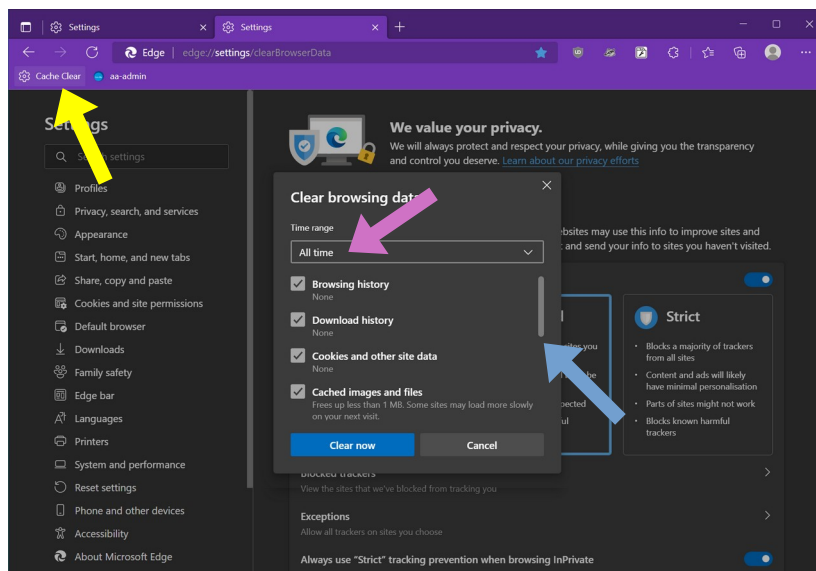 Settings
Settings
Edge | edge://settings/clearBrowserData
Cache Clear
aa-admin
Settings
settings
Profiles
Privacy, search, and services
Appearance
Start, home, and new tabs
Share, copy and paste
Cookies and site permissions
Default browser
Downloads
Family safety
Edge bar
Languages
Printers
System and performance
Reset settings
Phone and other devices
Accessibility
About Microsoft Edge
We value your privacy.
We will always protect and respect your privacy, while giving you the transparency
and control you deserve. Learn about our privacy efforts
Clear browsing data
Time range
All time
Browsing history
None
Download history
None
Cookies and other site data
None
Cached images and files
Frees up less than 1 MB. Some sites may load more slowly
on your next visit.
Clear now
Cancel
may use this info to improve sites and
and send your info to sites you haven't visited.
Strict
• Blocks a majority of trackers
from all sites
• Content and ads will likely
have minimal personalisation
• Parts of sites might not work
• Blocks known harmful
trackers
Blocked trackers
View the sites that we've blocked from tracking you
Exceptions
Allow all trackers on sites you choose
Always use "Strict" tracking prevention when browsing InPrivate